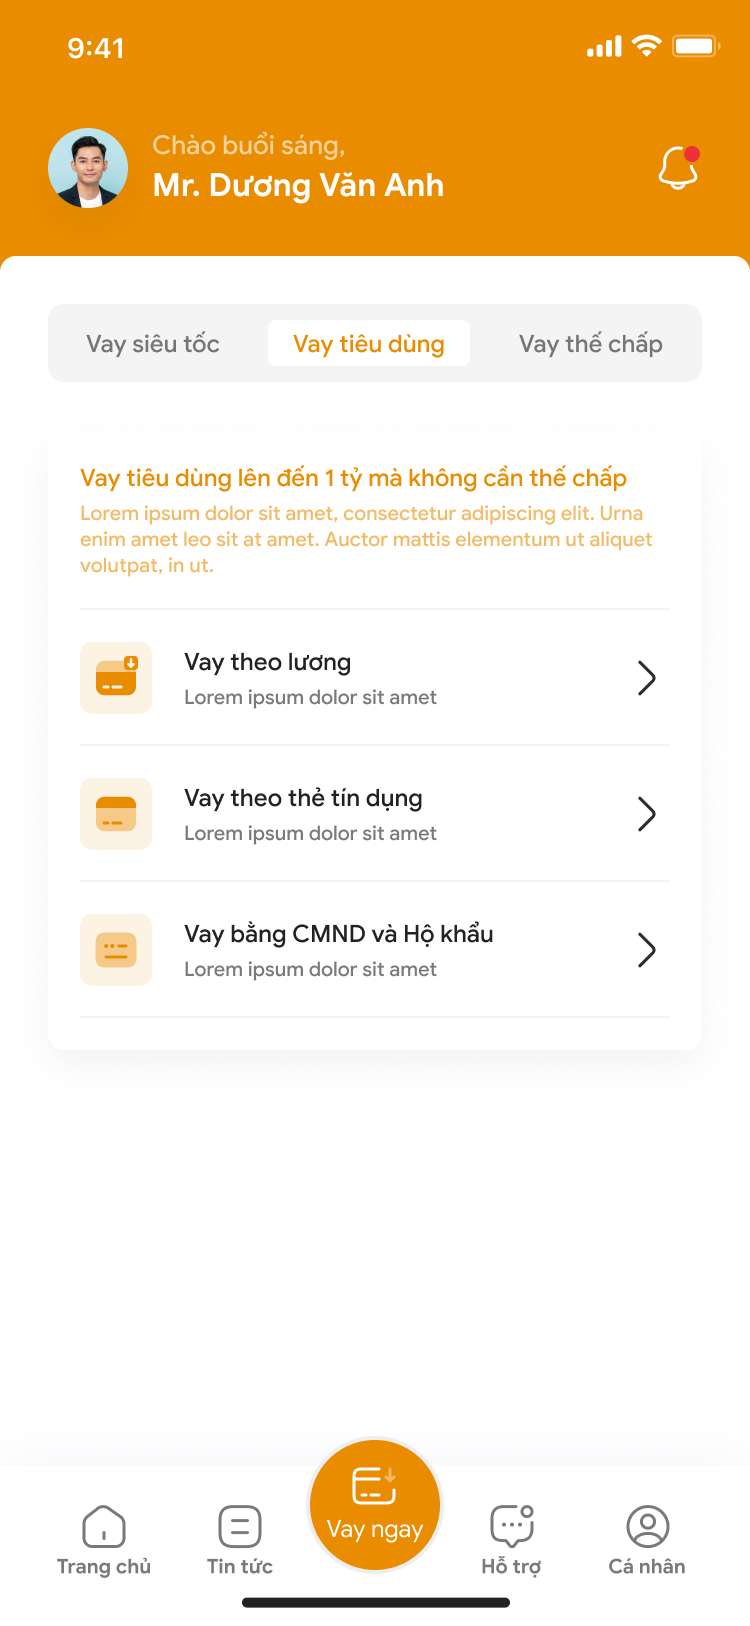 9:41
Chào buổi sáng,
Mr. Dương Văn Anh
Vay siêu tốc
Vay tiêu dùng
Vay thế chấp
Vay tiêu dùng lên đến 1 tỷ mà không cần thế chấp
Lorem ipsum dolor sit amet, consectetur adipiscing elit. Urna
enim amet leo sit at amet. Auctor mattis elementum ut aliquet
volutpat, in ut.
Vay theo lương
Lorem ipsum dolor sit amet
Vay theo thẻ tín dụng
Lorem ipsum dolor sit amet
Vay bằng CMND và Hộ khẩu
Lorem ipsum dolor sit amet
Trang chủ
Tin tức
Vay ngay
Hỗ trợ
Cá nhân